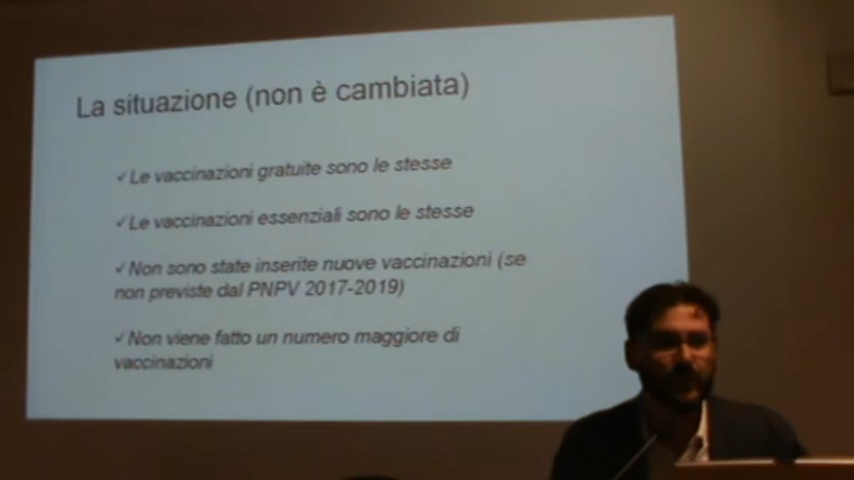 La situazione (non è cambiata)
✓Le vaccinazioni gratuite sono le stesse
✓Le vaccinazioni essenziali sono le stesse
✓Non sono state inserite nuove vaccinazioni (se
non previste dal PNPV 2017-2019)
✓Non viene fatto un numero maggiore di
vaccinazioni